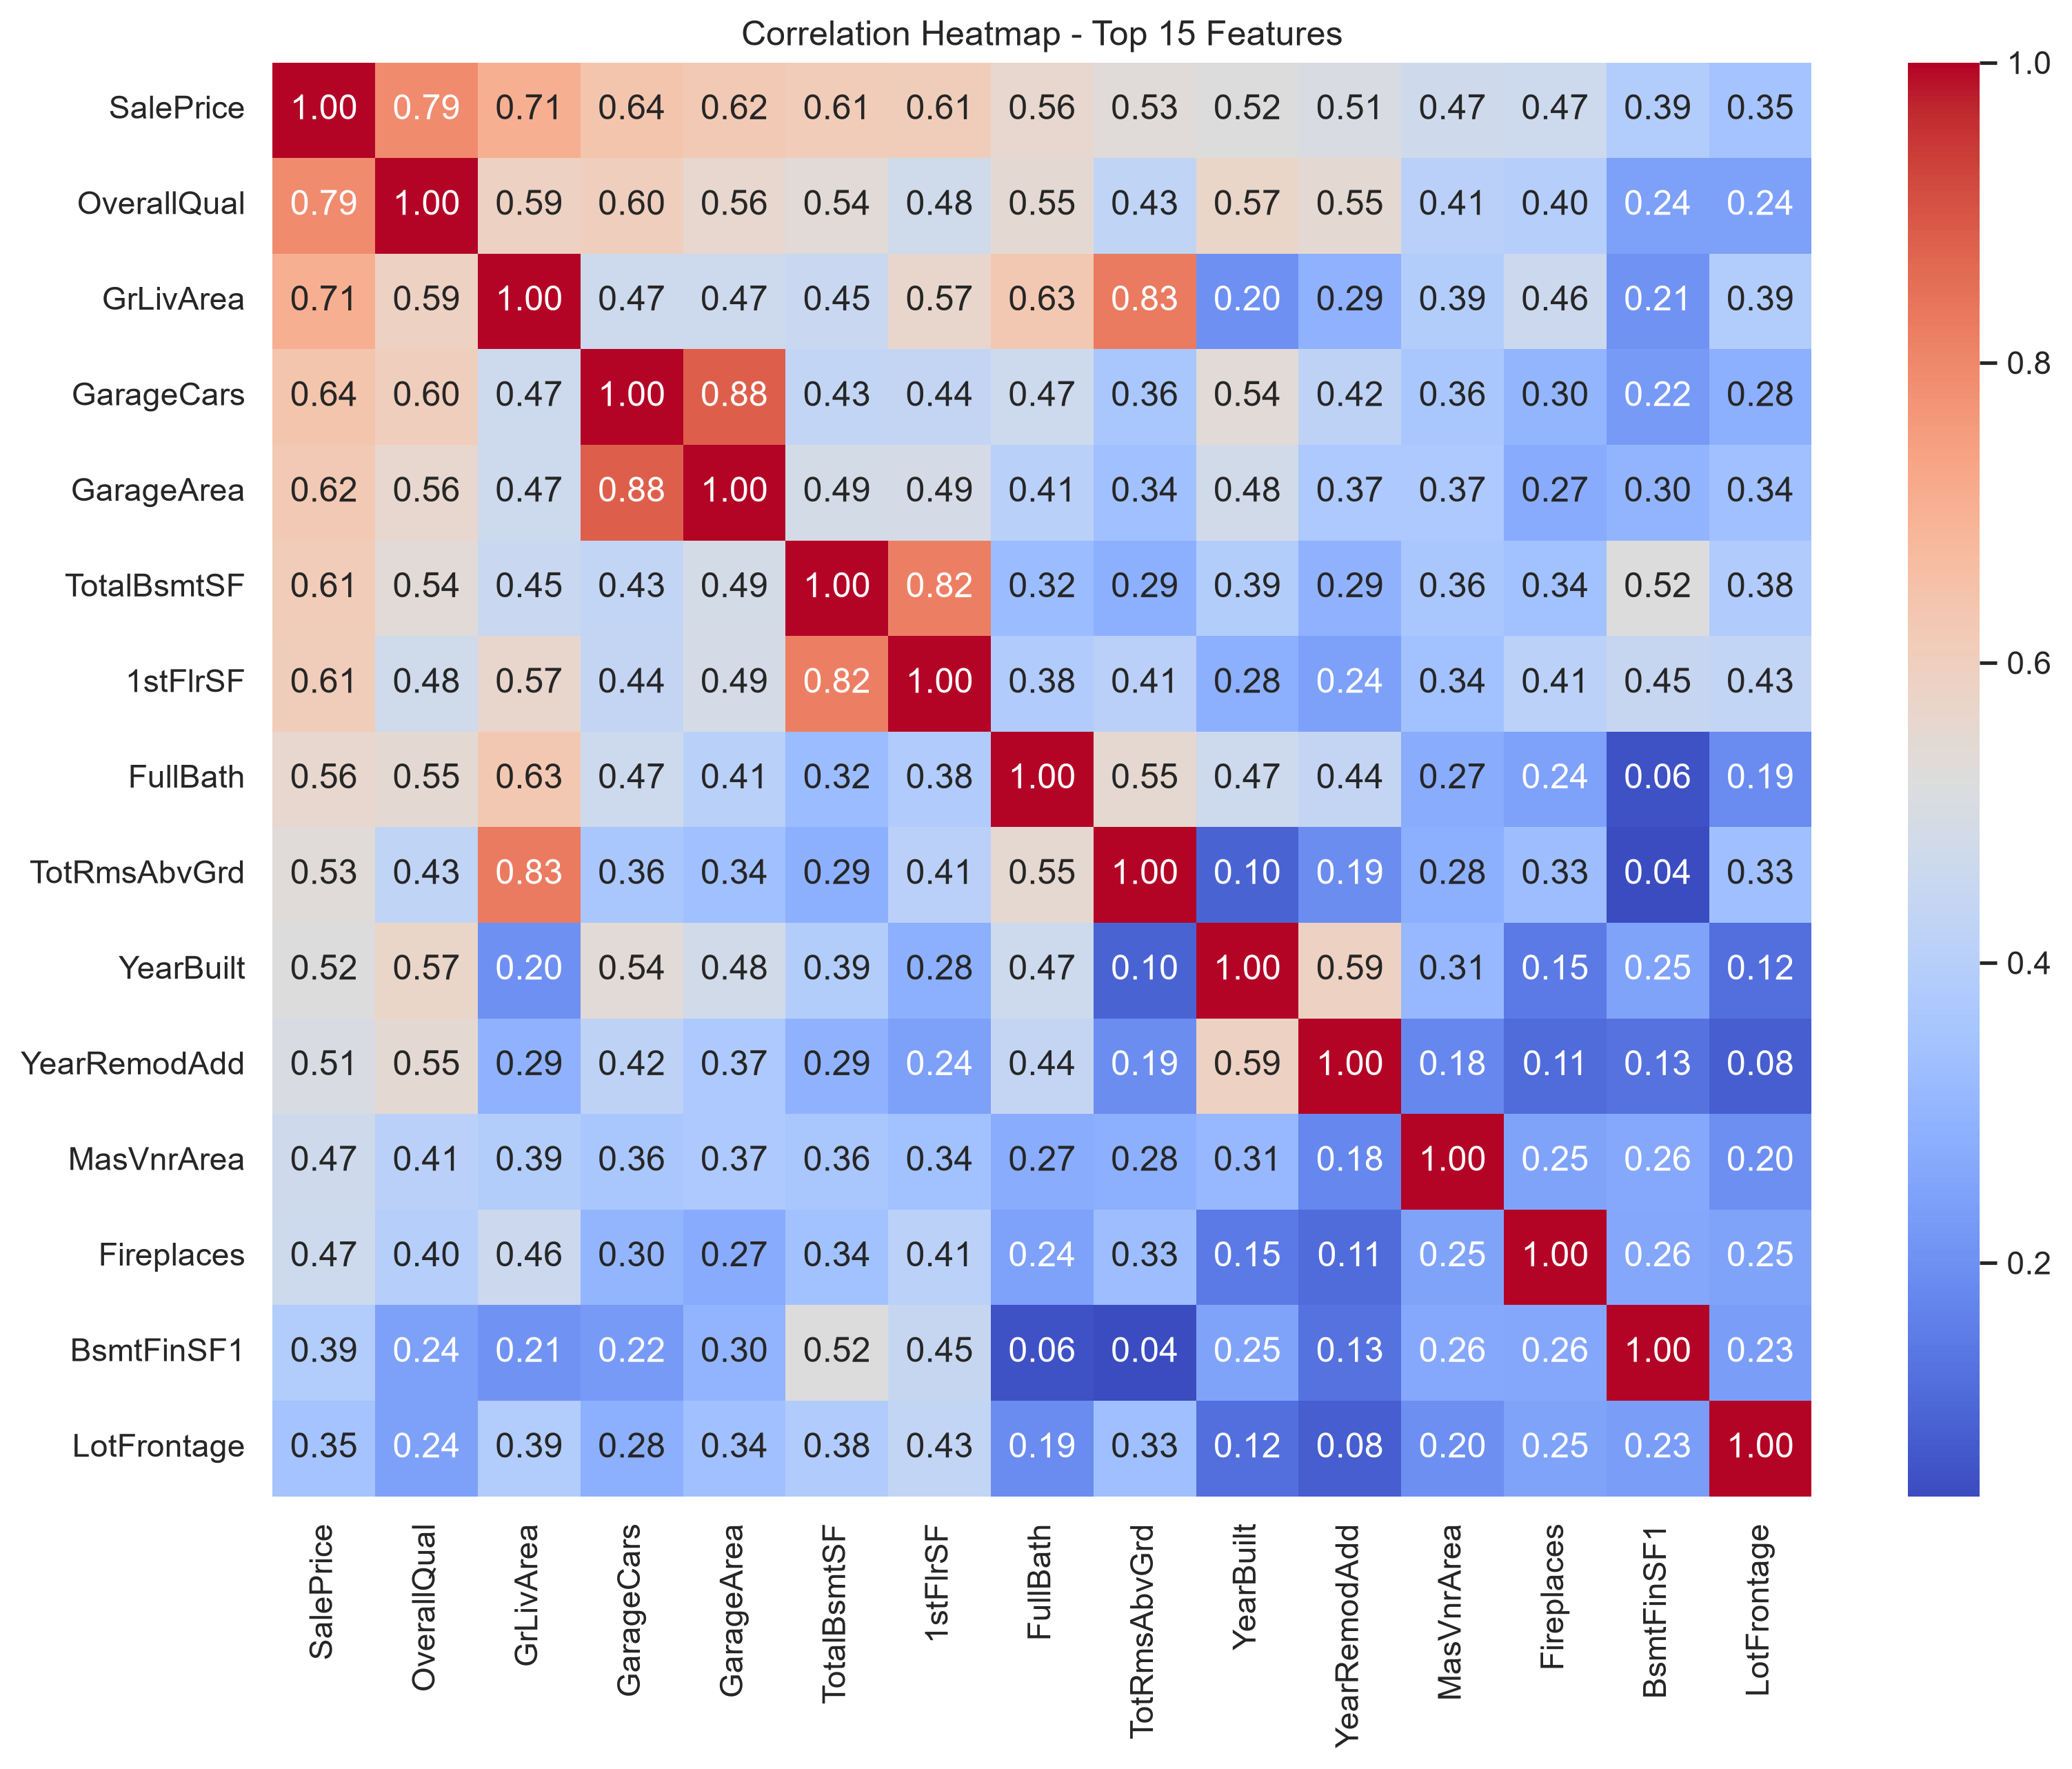 Correlation Heatmap - Top 15 Features
SalePrice 1.00 0.79 0.71 0.64 0.62 0.61 0.61 0.56 0.53 0.52 0.51 0.47 0.47 0.39 0.35
OverallQual 0.79 1.00 0.59 0.60 0.56 0.54 0.48 0.55 0.43 0.57 0.55 0.41 0.40 0.24 0.24
GrLivArea 0.71 0.59 1.00 0.47 0.47 0.45 0.57 0.63 0.83 0.20 0.29 0.39 0.46 0.21 0.39
GarageCars 0.64 0.60 0.47 1.00 0.88 0.43 0.44 0.47 0.36 0.54 0.42 0.36 0.30 0.22 0.28
GarageArea 0.62 0.56 0.47 0.88 1.00 0.49 0.49 0.41 0.34 0.48 0.37 0.37 0.27 0.30 0.34
TotalBsmtSF 0.61 0.54 0.45 0.43 0.49 1.00 0.82 0.32 0.29 0.39 0.29 0.36 0.34 0.52 0.38
1stFlrSF 0.61 0.48 0.57 0.44 0.49 0.82 1.00 0.38 0.41 0.28 0.24 0.34 0.41 0.45 0.43
FullBath 0.56 0.55 0.63 0.47 0.41 0.32 0.38 1.00 0.55 0.47 0.44 0.27 0.24 0.06 0.19
TotRmsAbvGrd 0.53 0.43 0.83 0.36 0.34 0.29 0.41 0.55 1.00 0.10 0.19 0.28 0.33 0.04 0.33
YearBuilt 0.52 0.57 0.20 0.54 0.48 0.39 0.28 0.47 0.10 1.00 0.59 0.31 0.15 0.25 0.12
YearRemodAdd 0.51 0.55 0.29 0.42 0.37 0.29 0.24 0.44 0.19 0.59 1.00 0.18 0.11 0.13 0.08
MasVnrArea 0.47 0.41 0.39 0.36 0.37 0.36 0.34 0.27 0.28 0.31 0.18 1.00 0.25 0.26 0.20
Fireplaces 0.47 0.40 0.46 0.30 0.27 0.34 0.41 0.24 0.33 0.15 0.11 0.25 1.00 0.26 0.25
BsmtFinSF1 0.39 0.24 0.21 0.22 0.30 0.52 0.45 0.06 0.04 0.25 0.13 0.26 0.26 1.00 0.23
LotFrontage 0.35 0.24 0.39 0.28 0.34 0.38 0.43 0.19 0.33 0.12 0.08 0.20 0.25 0.23 1.00
SalePrice
OverallQual
GrLivArea
GarageCars
GarageArea
TotalBsmtSF
1stFlrSF
FullBath
TotRmsAbvGrd
YearBuilt
YearRemodAdd
MasVnrArea
Fireplaces
BsmtFinSF1
LotFrontage
1.0
0.8
0.6
0.4
0.2